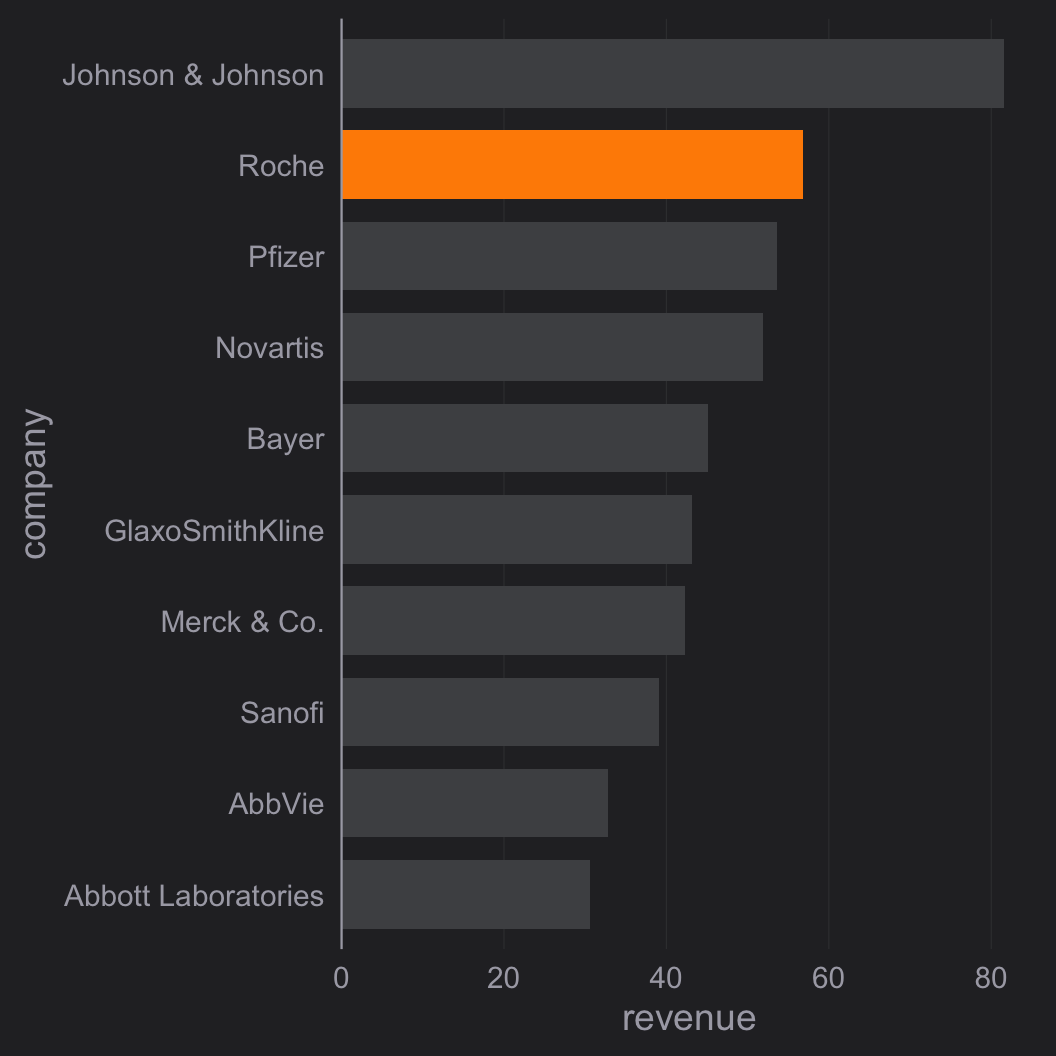 Johnson & Johnson
Roche
Pfizer
Novartis
Bayer
GlaxoSmithKline
Merck & Co.
Sanofi
AbbVie
Abbott Laboratories
company
0 20 40 60 80
revenue